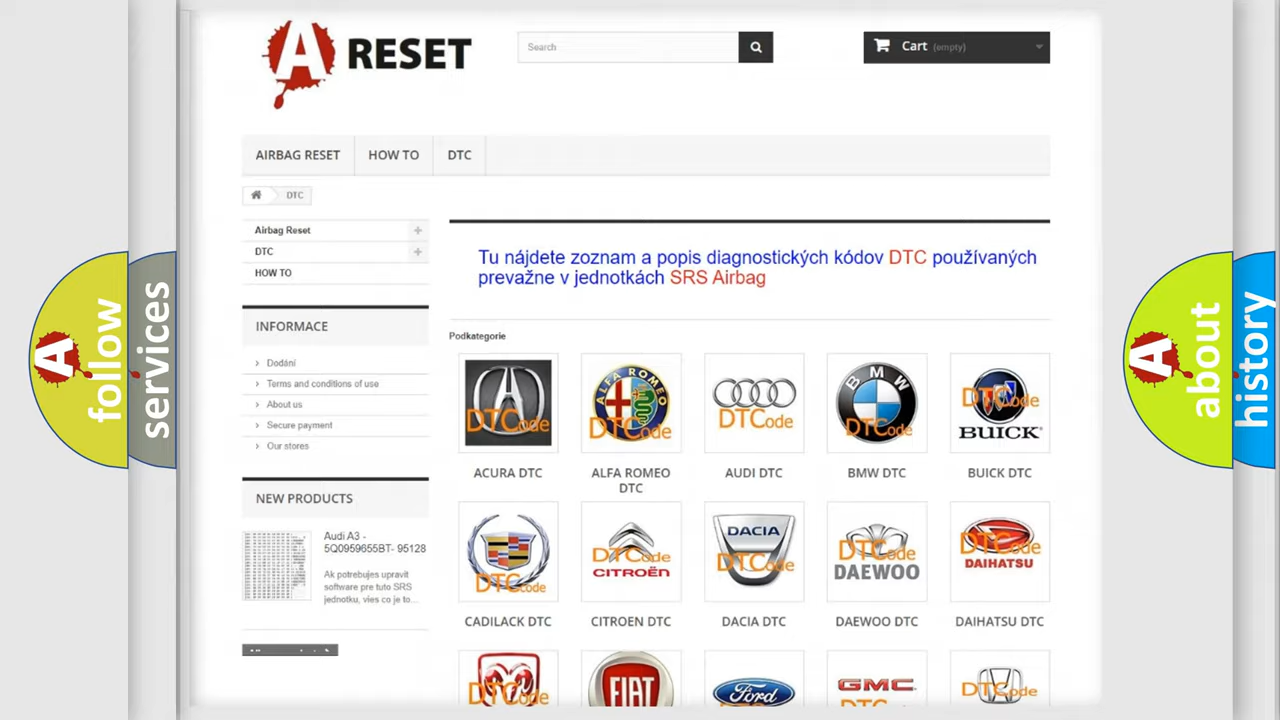 A RESET
Search
Cart (empty)
AIRBAG RESET
HOW TO
DTC
DTC
Airbag Reset
DTC
HOW TO
INFORMACE
Dodání
Terms and conditions of use
About us
Secure payment
Our stores
NEW PRODUCTS
Audi A3 -
5Q0959655BT- 95128
Ak potrebujes upravit
software pre tuto SRS
jednotku, vies co je to...
Tu nájdete zoznam a popis diagnostických kódov DTC používaných
prevažne v jednotkách SRS Airbag
Podkategorie
DTCode
ALFA ROMEO
DTCode
DTCode
BMW
DTCode
DTCode
BUICK
ACURA DTC
ALFA ROMEO
DTC
AUDI DTC
BMW DTC
BUICK DTC
DTCode
DTCode
CITROËN
DACIA
DTCode
DTCode
DAEWOO
DTCode
DAIHATSU
CADILACK DTC
CITROEN DTC
DACIA DTC
DAEWOO DTC
DAIHATSU DTC
DTCode
FIAT
Ford
GMC
DTCode
A follow
services
A about
history